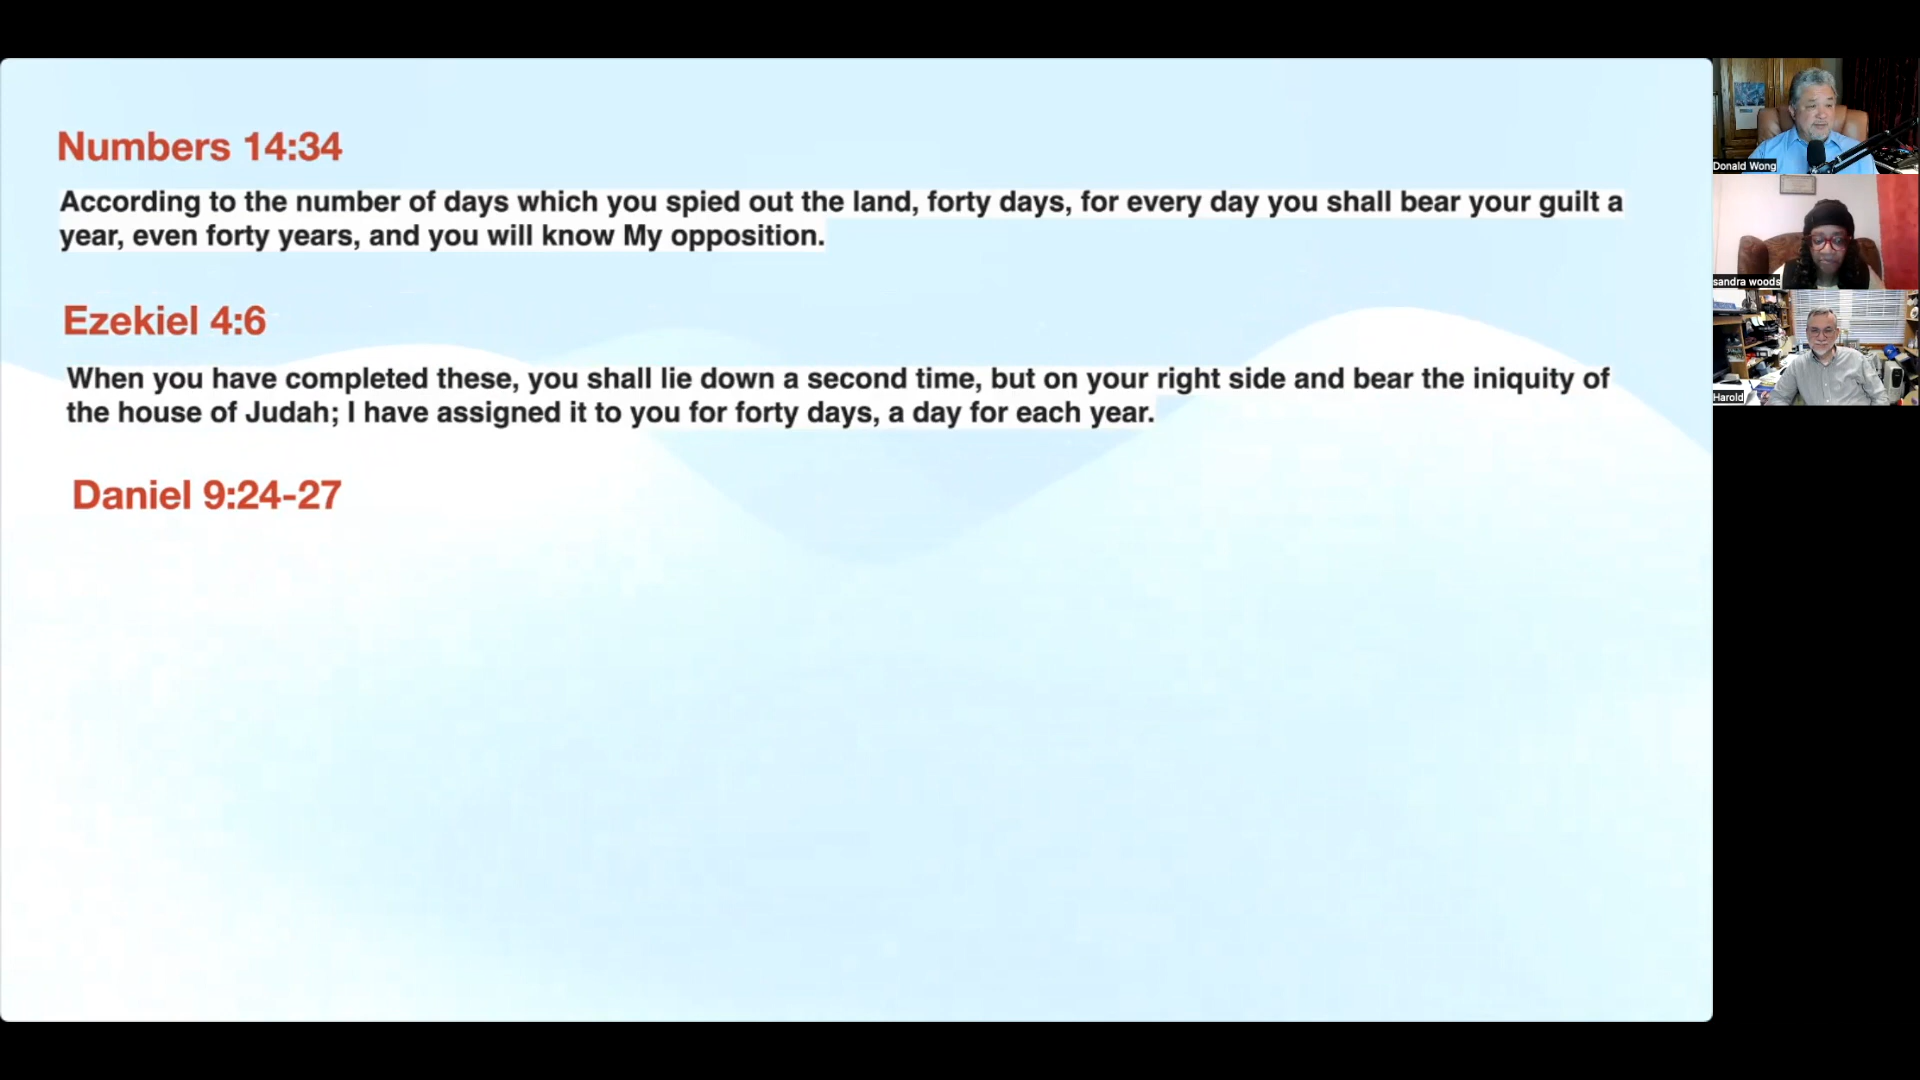 Numbers 14:34
According to the number of days which you spied out the land, forty days, for every day you shall bear your guilt a
year, even forty years, and you will know My opposition.
Ezekiel 4:6
When you have completed these, you shall lie down a second time, but on your right side and bear the iniquity of
the house of Judah; I have assigned it to you for forty days, a day for each year.
Daniel 9:24-27
Donald Wong
sandra woods
Harold